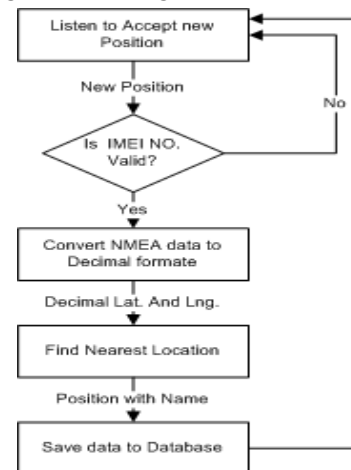 Listen to Accept new
Position
New Position
No
Is IMEI NO.
Valid?
Yes
Convert NMEA data to
Decimal formate
Decimal Lat. And Lng.
Find Nearest Location
Position with Name
Save data to Database